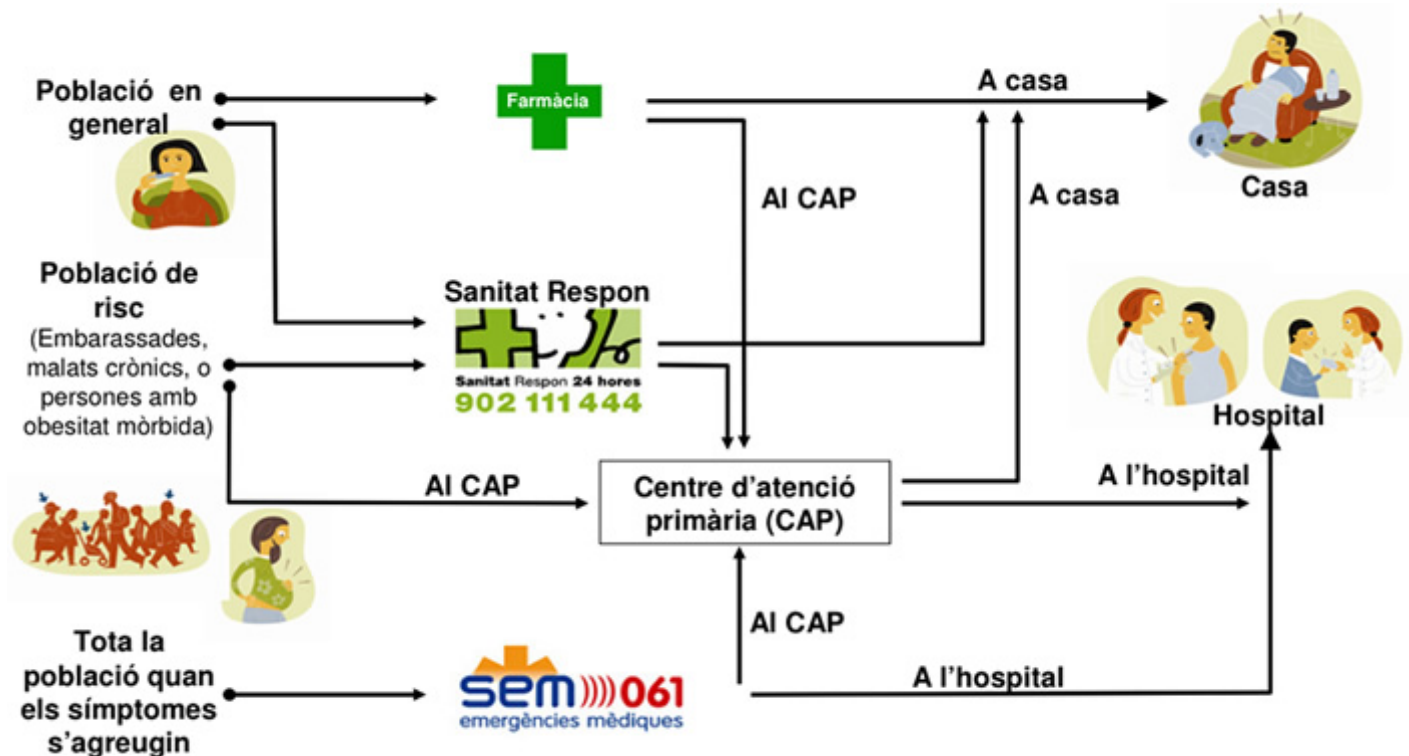 Població en
general
Farmàcia
A casa
Casa
Al CAP
A casa
Població de
risc
(Embarassades,
malats crònics, o
persones amb
obesitat mòrbida)
Sanitat Respon
Sanitat Respon 24 hores
902 111 444
Hospital
Al CAP
Centre d'atenció
primària (CAP)
A l'hospital
Al CAP
Tota la
població quan
els símptomes
s'agreugin
sem 061
emergències mèdiques
A l'hospital